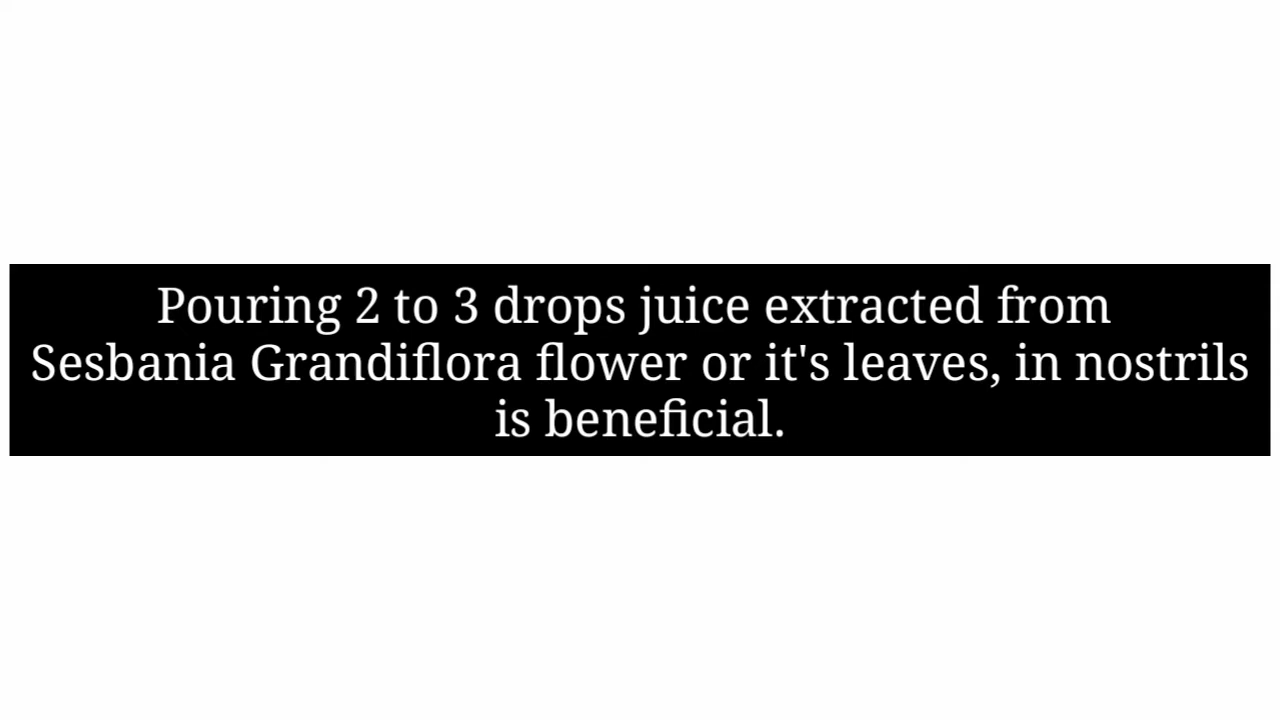 Pouring 2 to 3 drops juice extracted from
Sesbania Grandiflora flower or it's leaves, in nostrils
is beneficial.